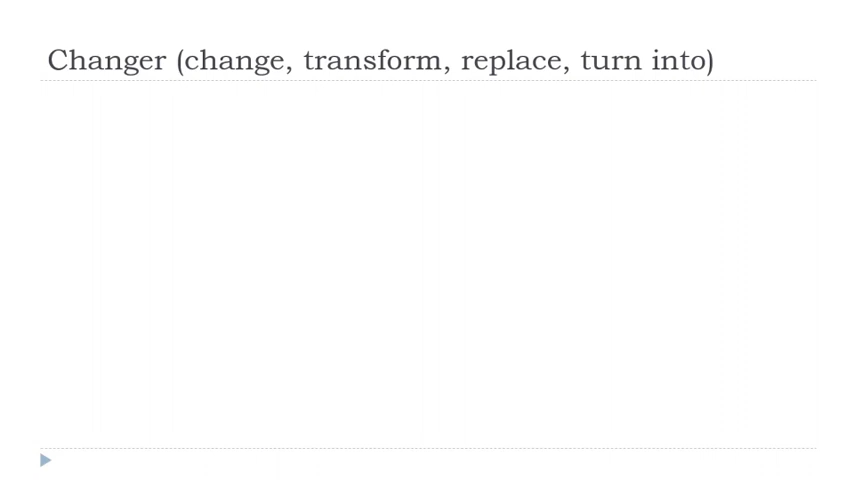 Changer (change, transform, replace, turn into)